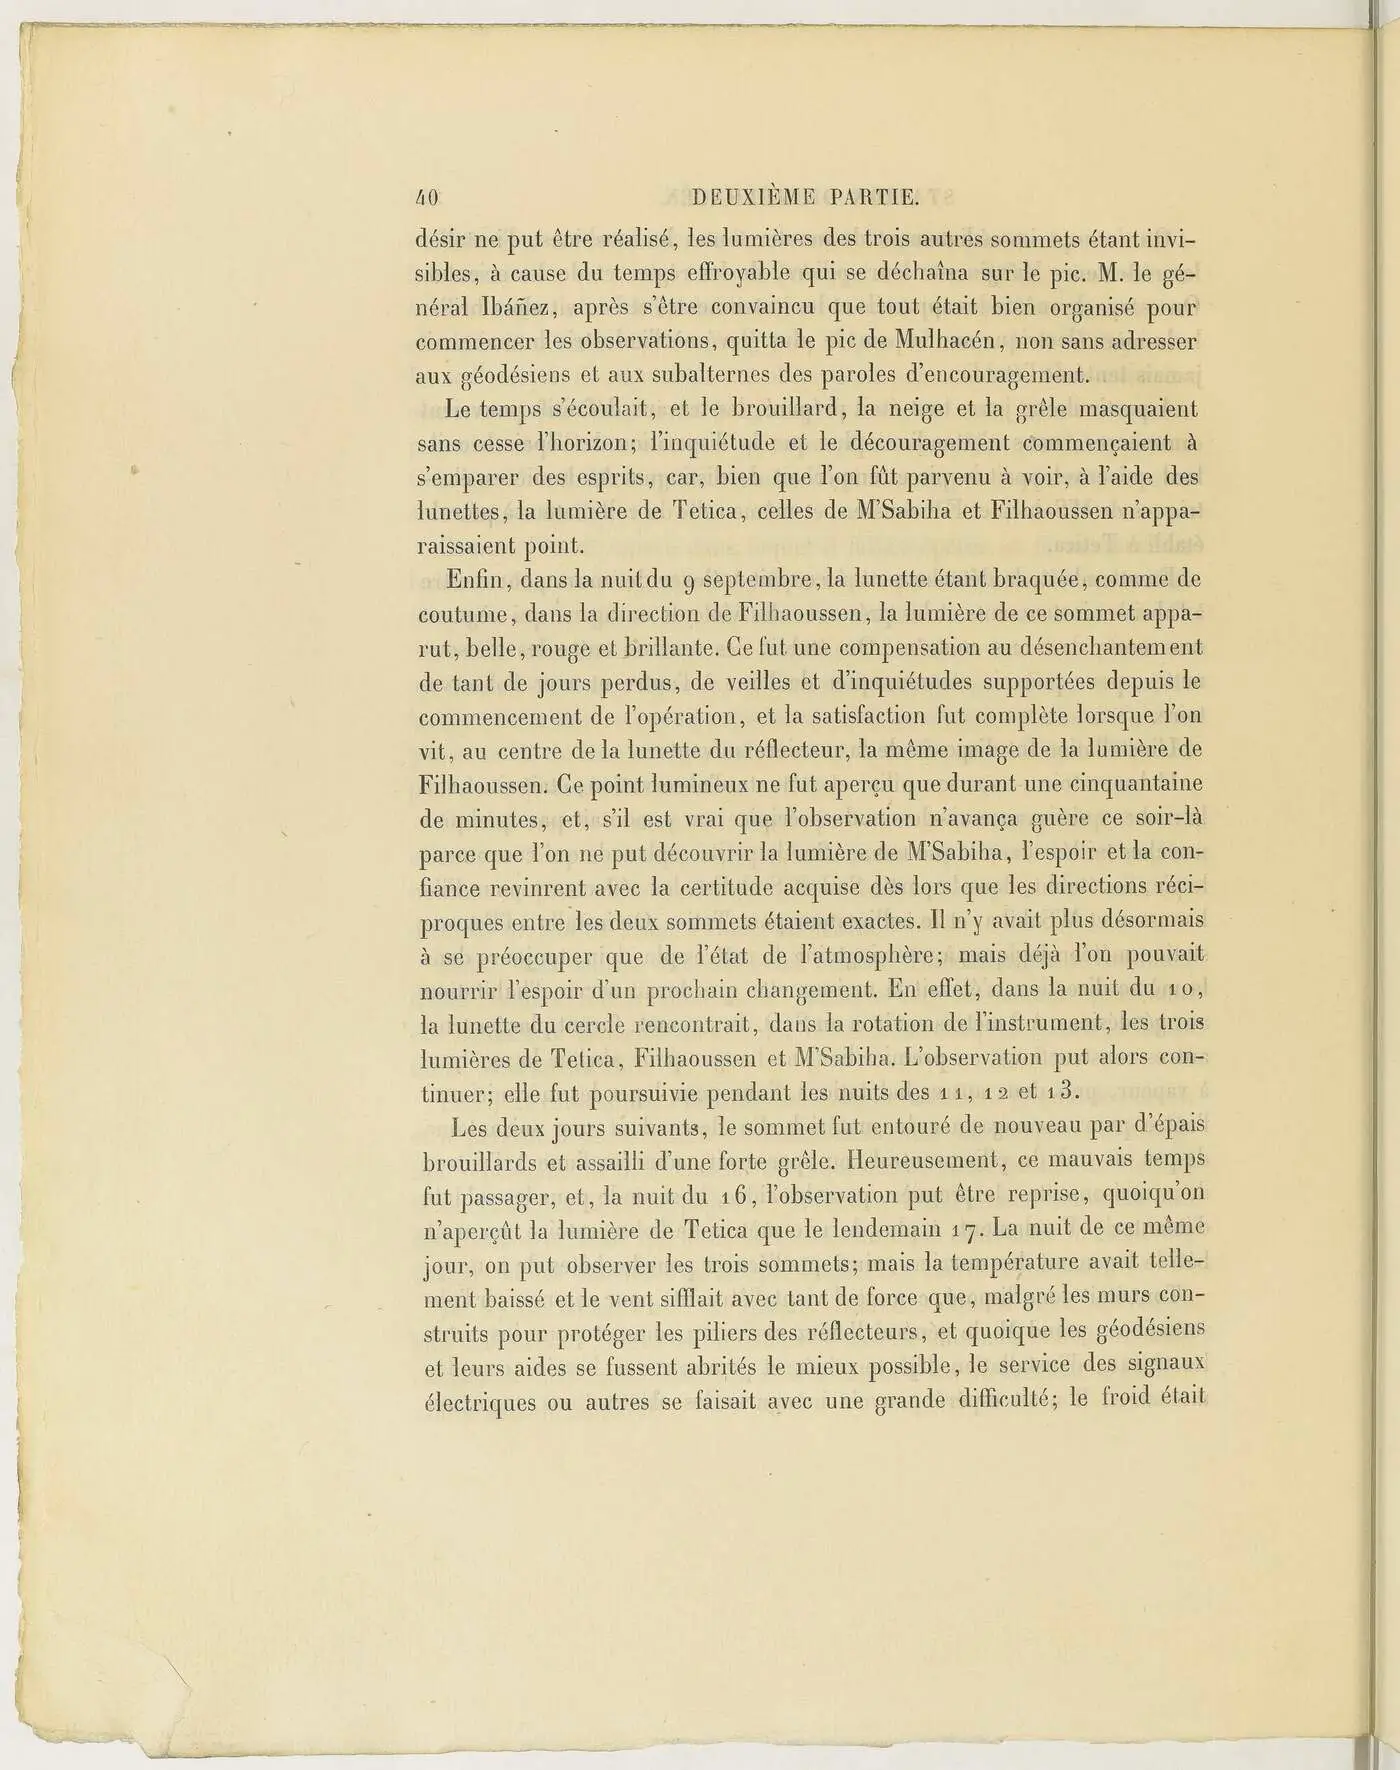 40 DEUXIÈME PARTIE.
désir ne put être réalisé, les lumières des trois autres sommets étant invi-
sibles, à cause du temps effroyable qui se déchaîna sur le pic. M. le gé-
néral Ibáñez, après s'être convaincu que tout était bien organisé pour
commencer les observations, quitta le pic de Mulhacén, non sans adresser
aux géodésiens et aux subalternes des paroles d'encouragement.
Le temps s'écoulait, et le brouillard, la neige et la grêle masquaient
sans cesse l'horizon; l'inquiétude et le découragement commençaient à
s'emparer des esprits, car, bien que l'on fût parvenu à voir, à l'aide des
lunettes, la lumière de Tetica, celles de M'Sabiha et Filhaoussen n'appa-
raissaient point.
Enfin, dans la nuit du 9 septembre, la lunette étant braquée, comme de
coutume, dans la direction de Filhaoussen, la lumière de ce sommet appa-
rut, belle, rouge et brillante. Ce fut une compensation au désenchantement
de tant de jours perdus, de veilles et d'inquiétudes supportées depuis le
commencement de l'opération, et la satisfaction fut complète lorsque l'on
vit, au centre de la lunette du réflecteur, la même image de la lumière de
Filhaoussen. Ce point lumineux ne fut aperçu que durant une cinquantaine
de minutes, et, s'il est vrai que l'observation n'avança guère ce soir-là
parce que l'on ne put découvrir la lumière de M'Sabiha, l'espoir et la con-
fiance revinrent avec la certitude acquise dès lors que les directions réci-
proques entre les deux sommets étaient exactes. Il n'y avait plus désormais
à se préoccuper que de l'état de l'atmosphère; mais déjà l'on pouvait
nourrir l'espoir d'un prochain changement. En effet, dans la nuit du 10,
la lunette du cercle rencontrait, dans la rotation de l'instrument, les trois
lumières de Tetica, Filhaoussen et M'Sabiha. L'observation put alors con-
tinuer; elle fut poursuivie pendant les nuits des 11, 12 et 13.
Les deux jours suivants, le sommet fut entouré de nouveau par d'épais
brouillards et assailli d'une forte grêle. Heureusement, ce mauvais temps
fut passager, et, la nuit du 16, l'observation put être reprise, quoiqu'on
n'aperçût la lumière de Tetica que le lendemain 17. La nuit de ce même
jour, on put observer les trois sommets; mais la température avait telle-
ment baissé et le vent sifflait avec tant de force que, malgré les murs con-
struits pour protéger les piliers des réflecteurs, et quoique les géodésiens
et leurs aides se fussent abrités le mieux possible, le service des signaux
électriques ou autres se faisait avec une grande difficulté; le froid était